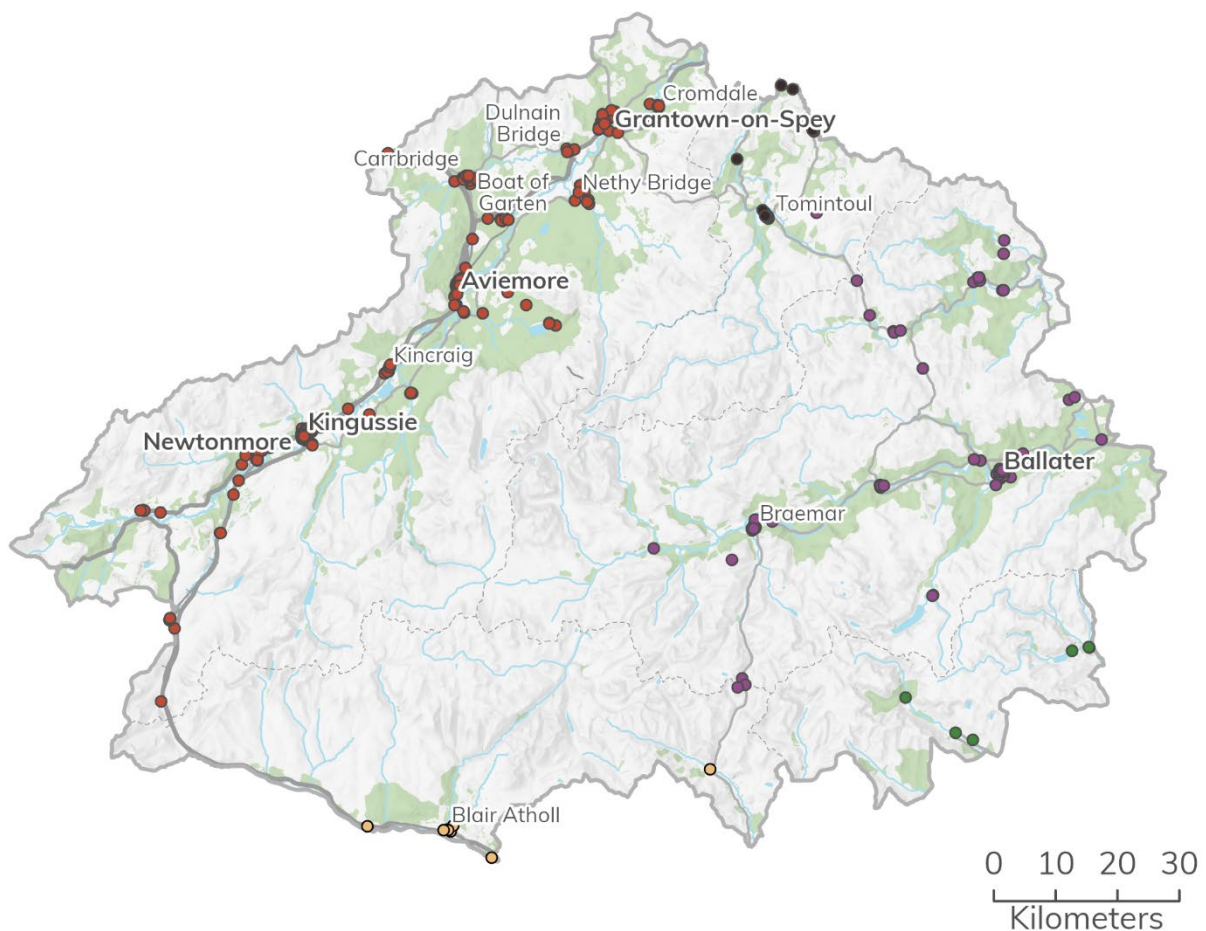 Cromdale
Dulnain
Bridge
Grantown-on-Spey
Carrbridge
Boat of
Garten
Nethy Bridge
Tomintoul
Aviemore
Kincraig
Kingussie
Newtonmore
Ballater
Braemar
Blair Atholl
0 10 20 30
Kilometers